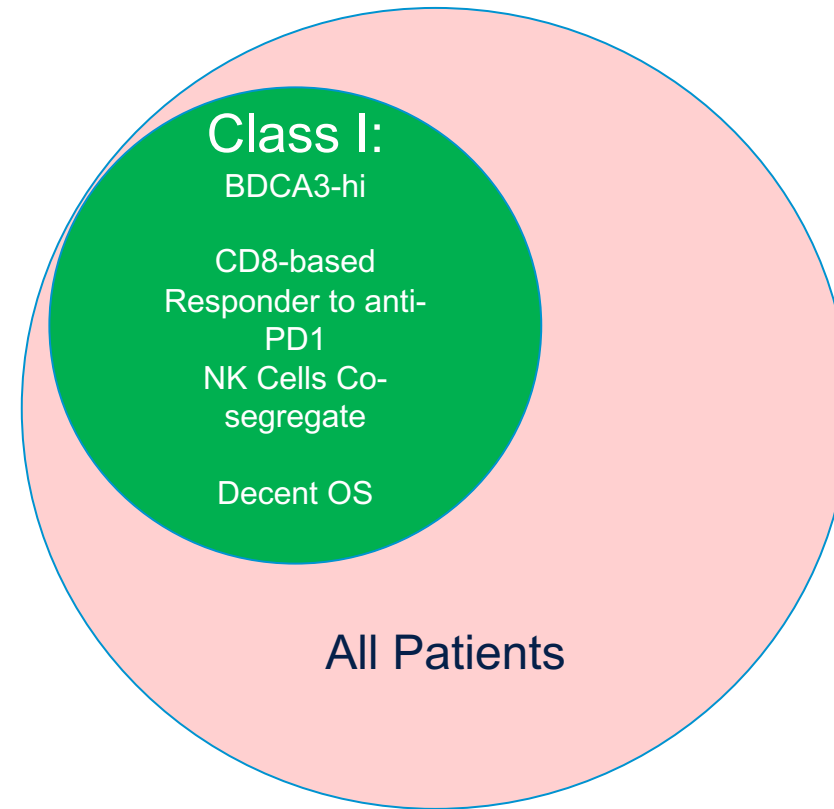 Class I:
BDCA3-hi
CD8-based
Responder to anti-
PD1
NK Cells Co-
segregate
Decent OS
All Patients